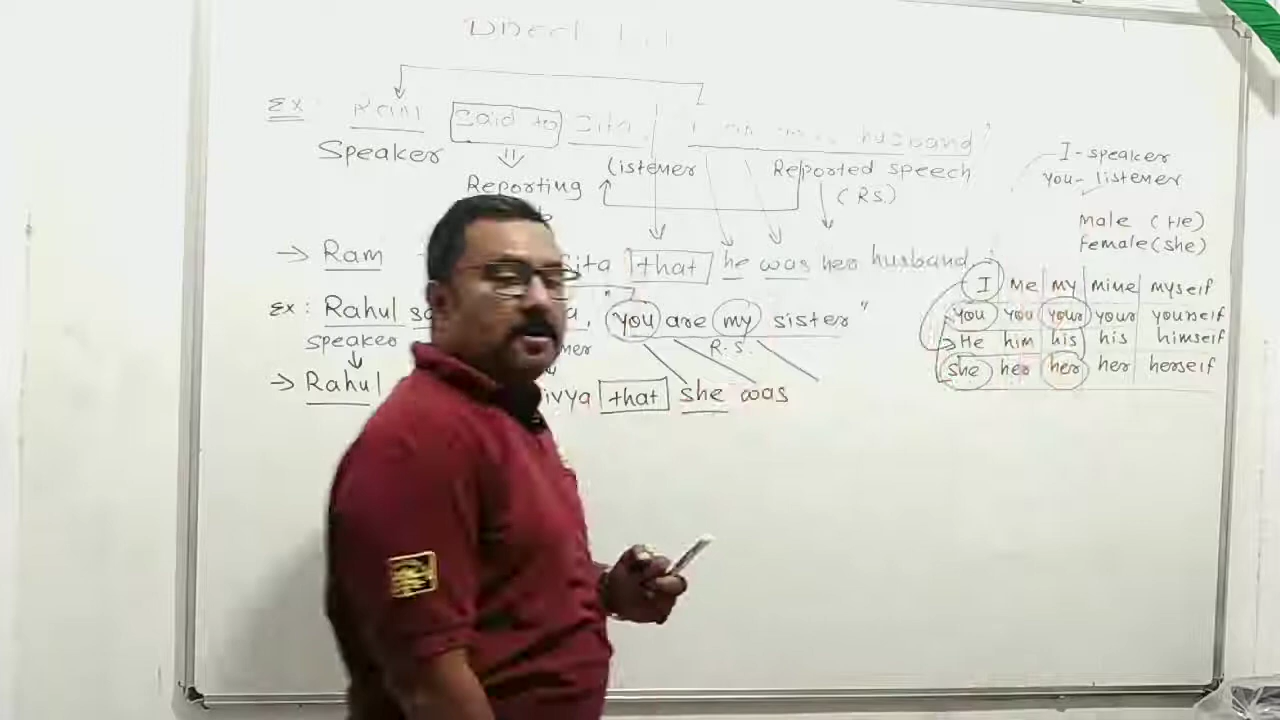 Direct
Ex: Ram said to Sita, husband"
Speaker Listener Reported speech
Reporting (R.S.)
I - speaker
you - listener
Male (He)
female (she)
→ Ram Sita that he was her husband.
I Me my mine myself
You you your your yourself
He him his his himself
she her her her herself
Ex: Rahul "You are my sister"
speaker R.S.
→ Rahul that she was